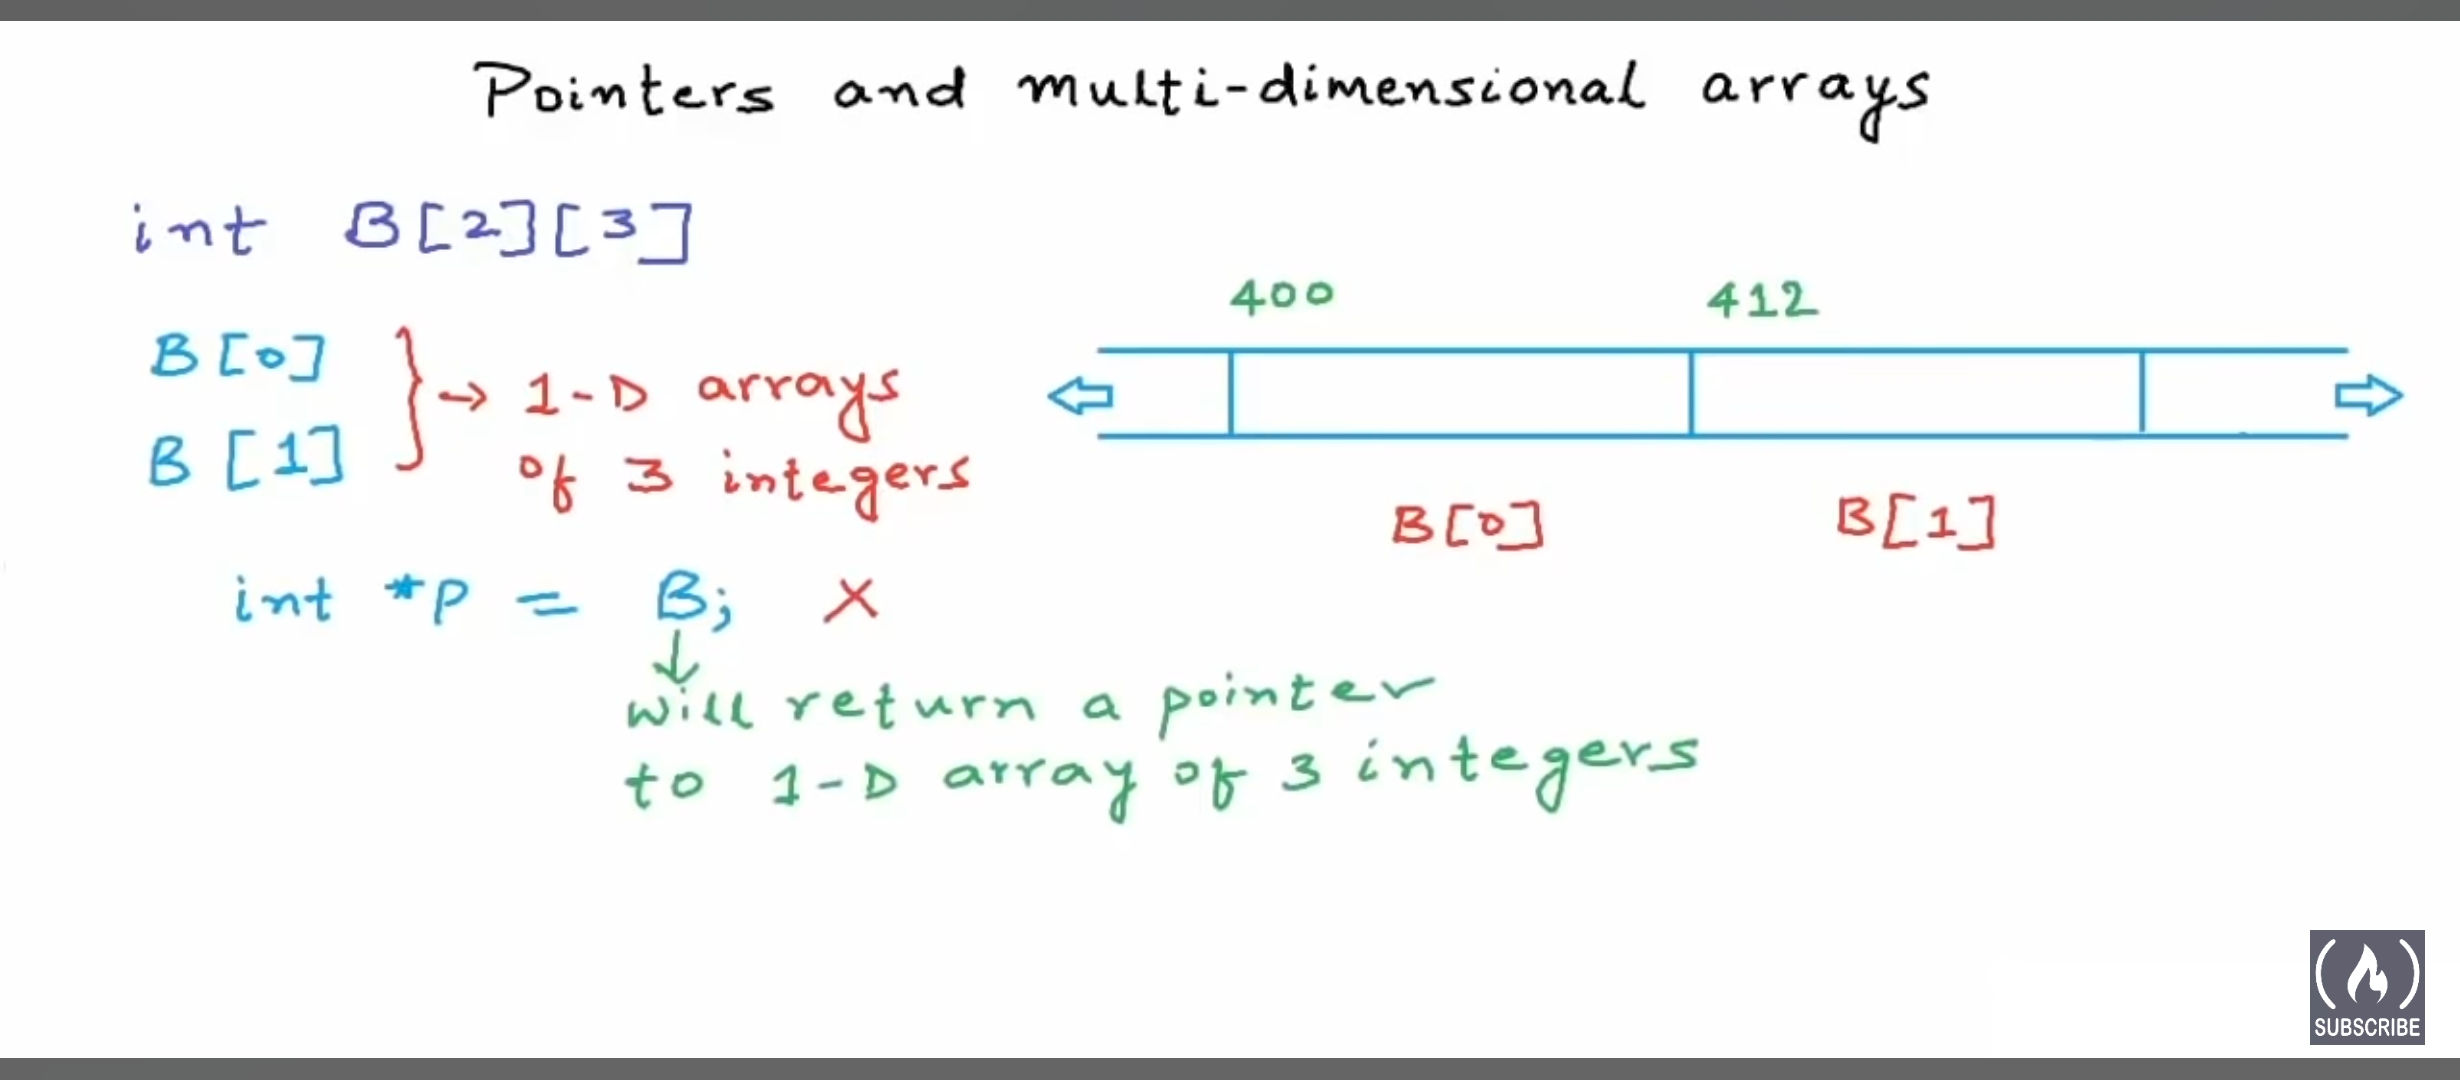 Pointers and multi-dimensional arrays
int B[2][3]
400 412
B[0]
B[1]
} → 1-D arrays
of 3 integers
B[0] B[1]
int *p = B; X
↓
will return a pointer
to 1-D array of 3 integers
SUBSCRIBE